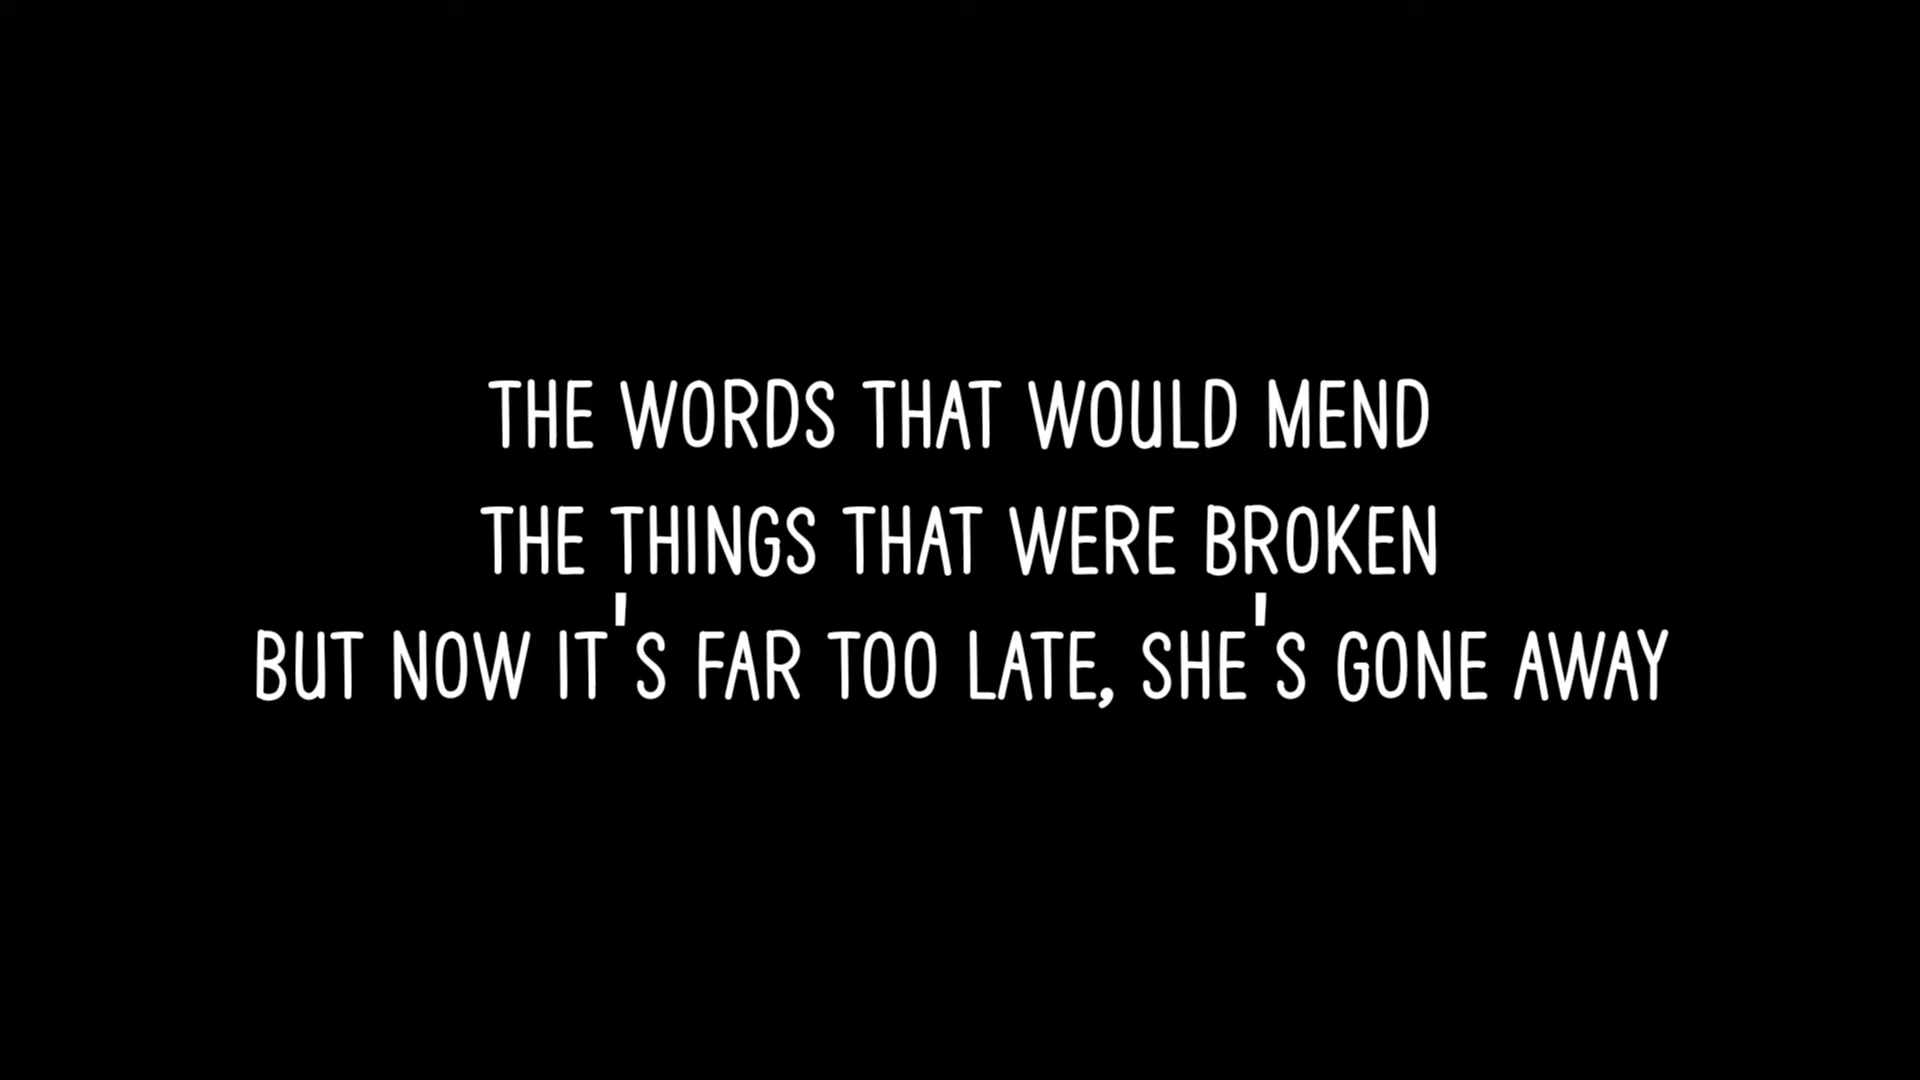 THE WORDS THAT WOULD MEND
THE THINGS THAT WERE BROKEN
BUT NOW IT'S FAR TOO LATE, SHE'S GONE AWAY